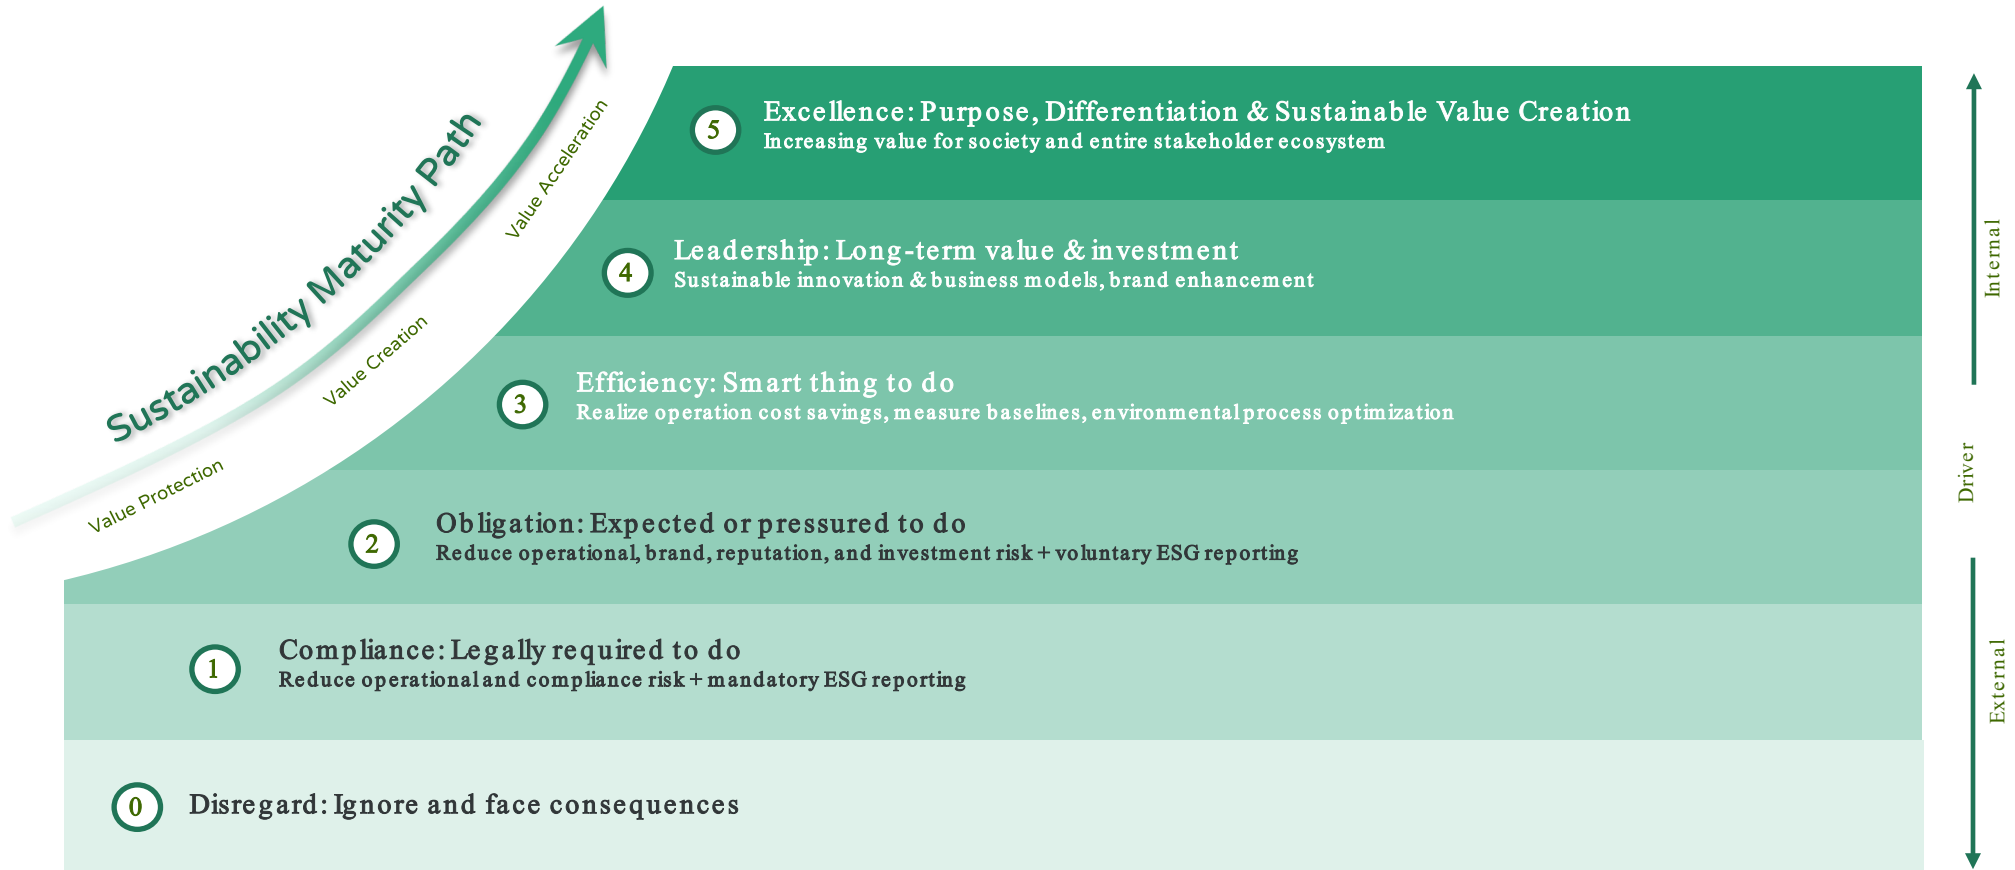 Sustainability Maturity Path
Value Protection
Value Creation
Value Acceleration
5
Excellence: Purpose, Differentiation & Sustainable Value Creation
Increasing value for society and entire stakeholder ecosystem
4
Leadership: Long-term value & investment
Sustainable innovation & business models, brand enhancement
3
Efficiency: Smart thing to do
Realize operation cost savings, measure baselines, environmental process optimization
2
Obligation: Expected or pressured to do
Reduce operational, brand, reputation, and investment risk + voluntary ESG reporting
1
Compliance: Legally required to do
Reduce operational and compliance risk + mandatory ESG reporting
0
Disregard: Ignore and face consequences
Internal
Driver
External